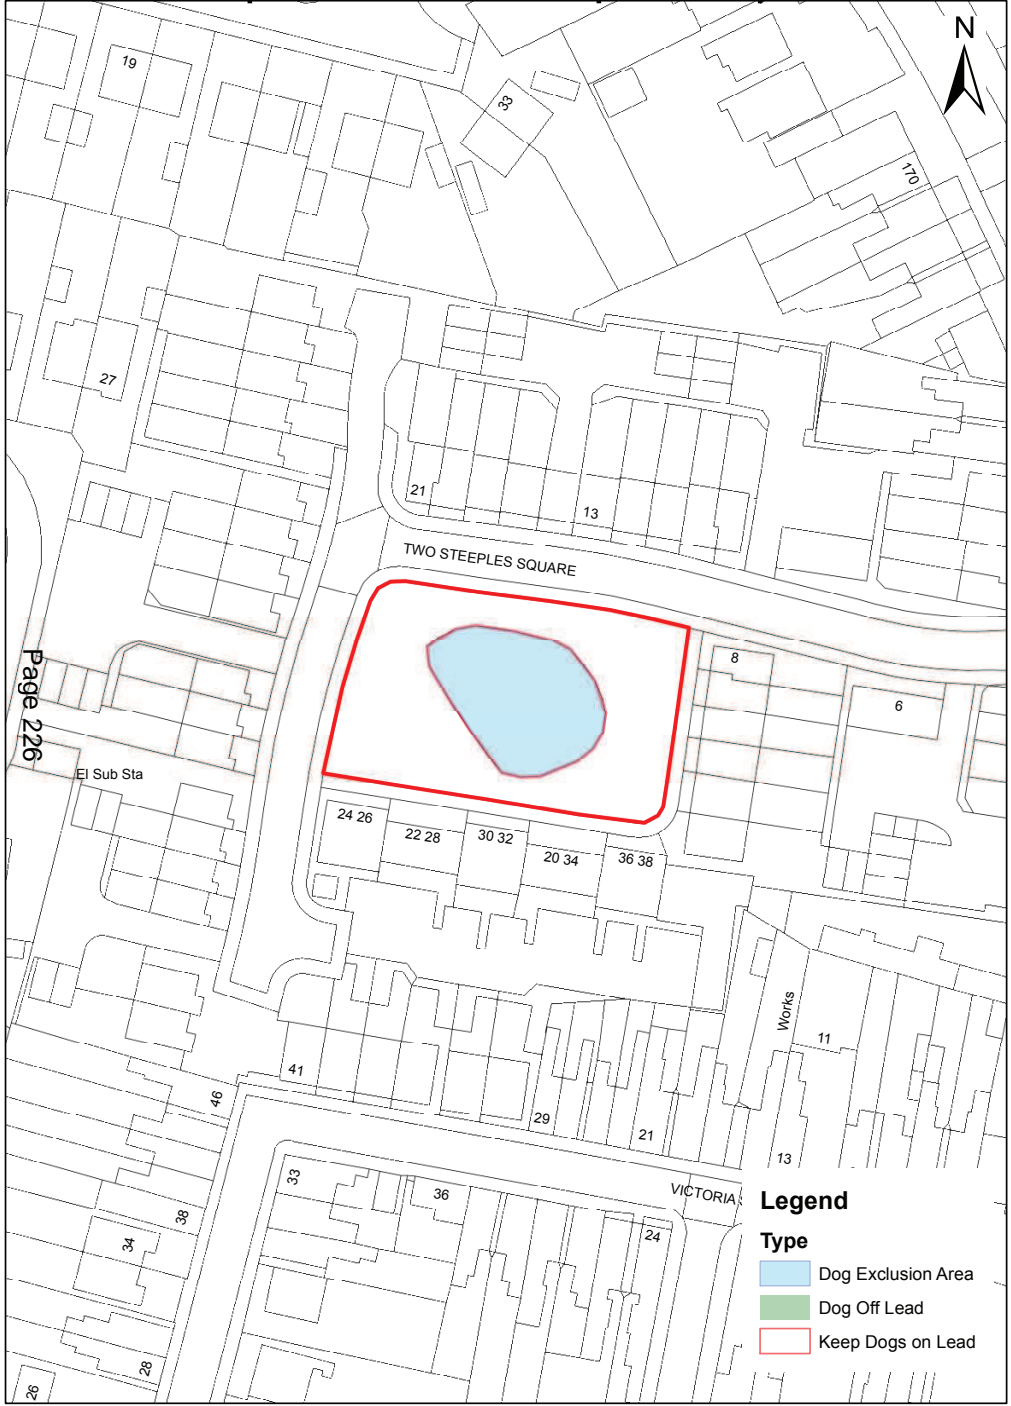 N
19
33
170
27
21
13
TWO STEEPLES SQUARE
8
6
Page 226
El Sub Sta
24 26
22 28
30 32
20 34
36 38
Works
11
41
46
29
21
13
33
36
VICTORIA
38
34
24
28
26
Legend
Type
Dog Exclusion Area
Dog Off Lead
Keep Dogs on Lead